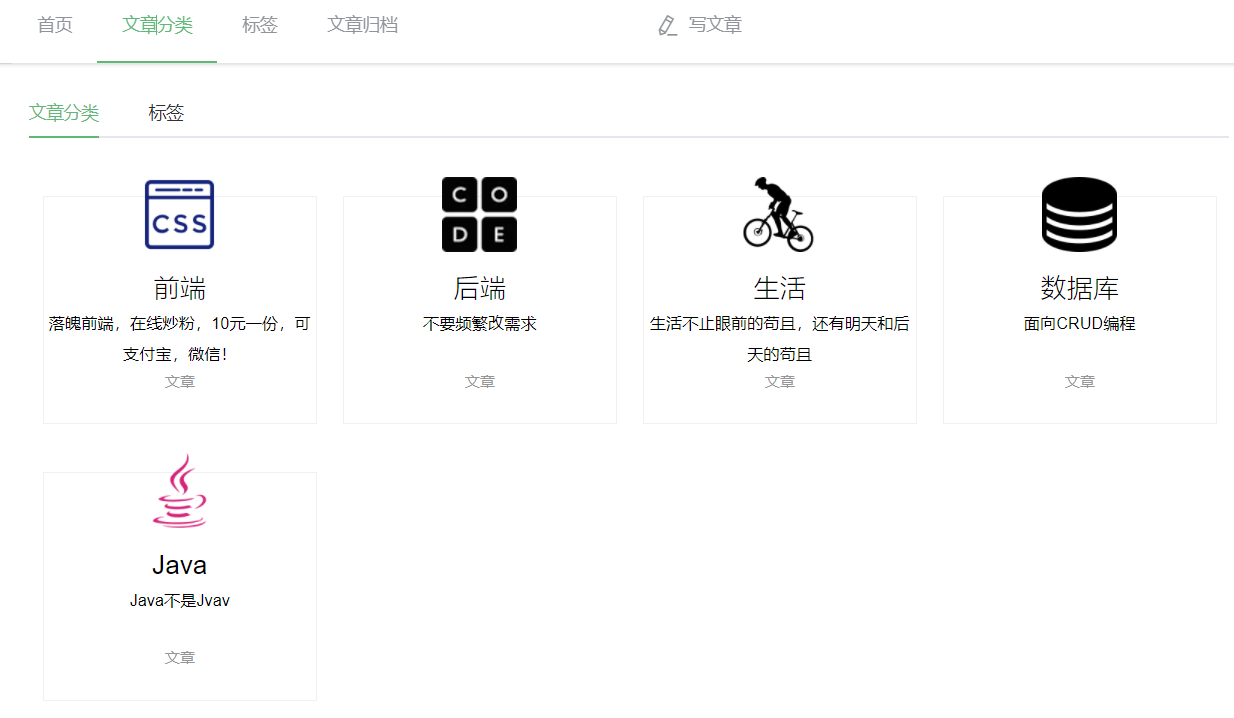 首页 文章分类 标签 文章归档 写文章
文章分类 标签
CSS
前端
落魄前端，在线炒粉，10元一份，可
支付宝，微信！
文章
C O
D E
后端
不要频繁改需求
文章
生活
生活不止眼前的苟且，还有明天和后
天的苟且
文章
数据库
面向CRUD编程
文章
Java
Java不是Jvav
文章